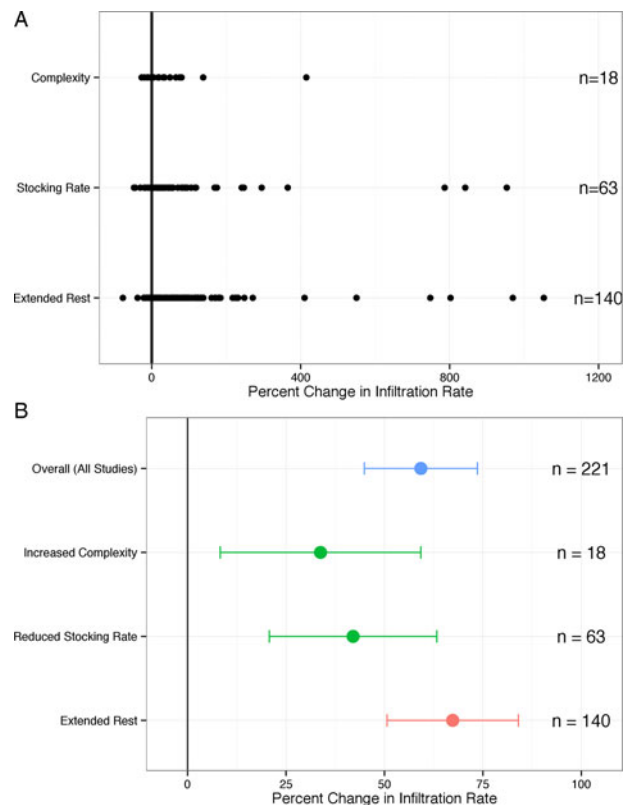 A
Complexity
n=18
Stocking Rate
n=63
Extended Rest
n=140
0 400 800 1200
Percent Change in Infiltration Rate
B
Overall (All Studies)
n = 221
Increased Complexity
n = 18
Reduced Stocking Rate
n = 63
Extended Rest
n = 140
0 25 50 75 100
Percent Change in Infiltration Rate